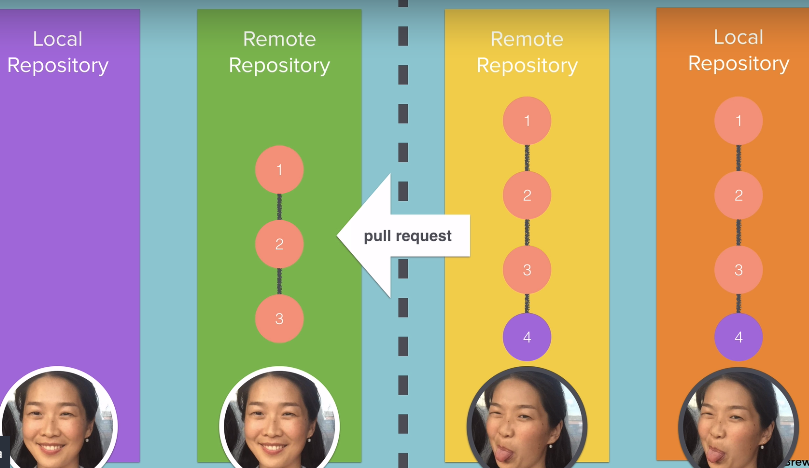 Local
Repository
Remote
Repository
Remote
Repository
Local
Repository
1
2
3
pull request
1
2
3
4
1
2
3
4